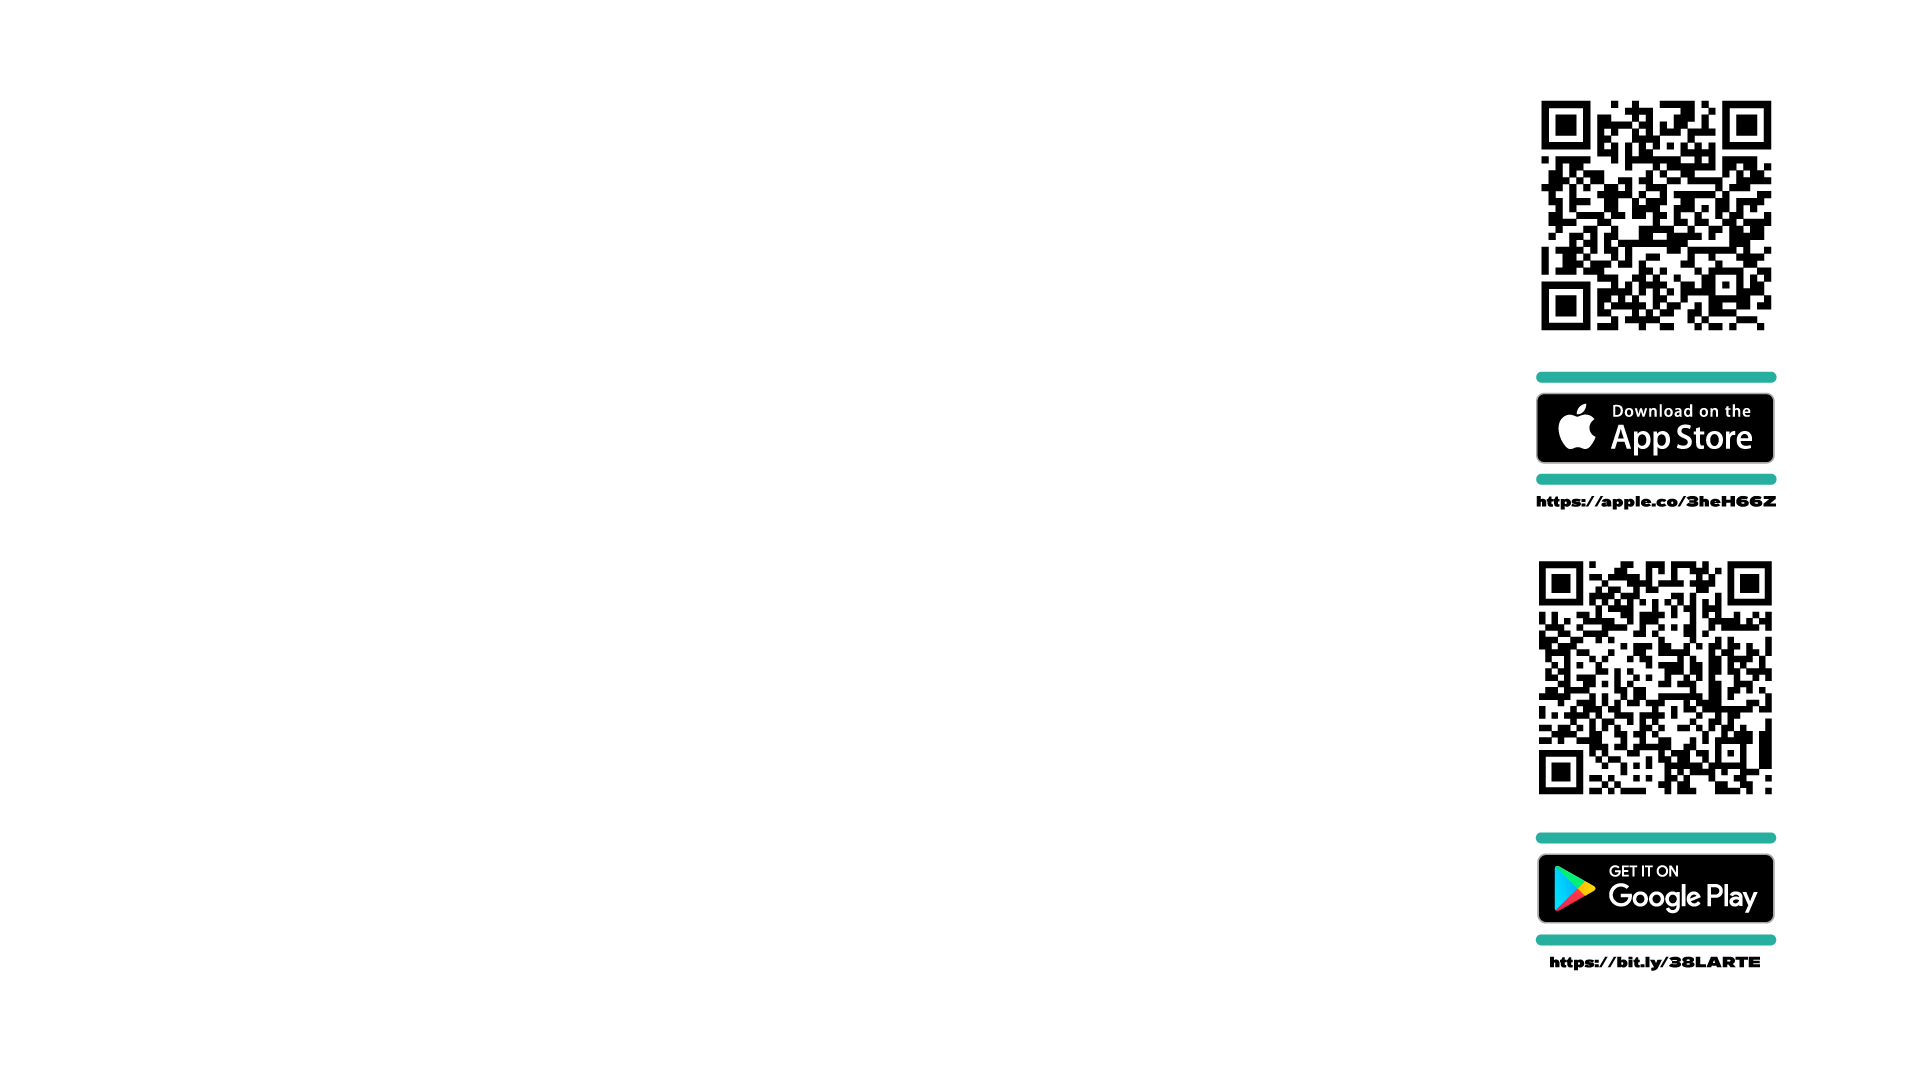 Download on the
App Store
https://apple.co/3heH66Z
GET IT ON
Google Play
https://bit.ly/38LARTE